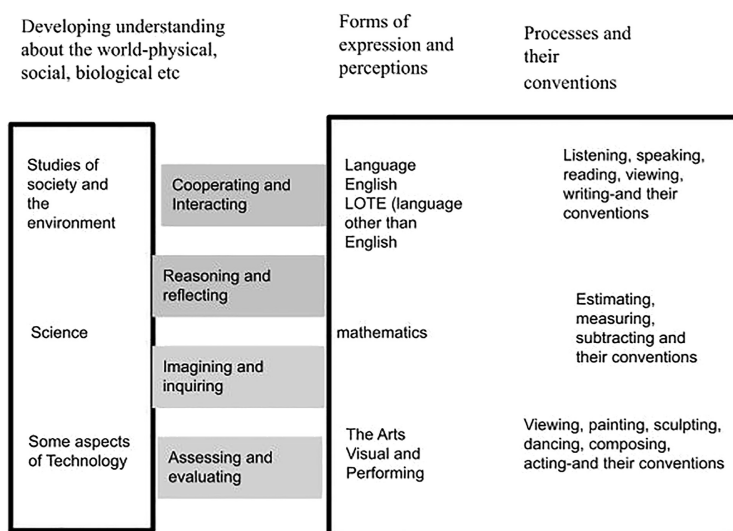 Developing understanding
about the world-physical,
social, biological etc
Forms of
expression and
perceptions
Processes and
their
conventions
Studies of
society and
the
environment
Cooperating and
Interacting
Language
English
LOTE (language
other than
English
Listening, speaking,
reading, viewing,
writing-and their
conventions
Reasoning and
reflecting
Science
mathematics
Estimating,
measuring,
subtracting and
their conventions
Imagining and
inquiring
Some aspects
of Technology
Assessing and
evaluating
The Arts
Visual and
Performing
Viewing, painting, sculpting,
dancing, composing,
acting-and their conventions